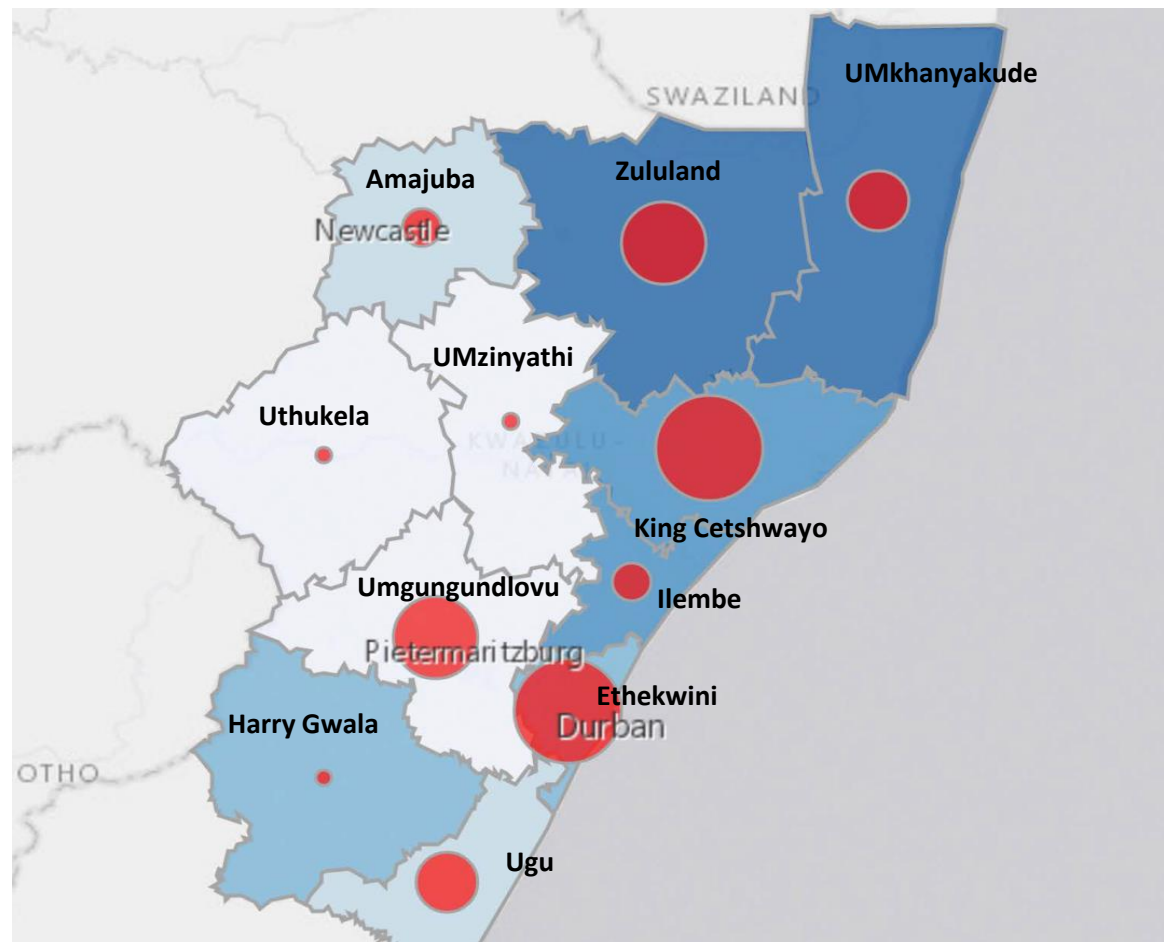 UMkhanyakude
SWAZILAND
Zululand
Amajuba
Newcastle
UMzinyathi
Uthukela
KWAZULU-
NATAL
King Cetshwayo
Umgungundlovu
Ilembe
Pietermaritzburg
Ethekwini
Harry Gwala
Durban
OTHO
Ugu